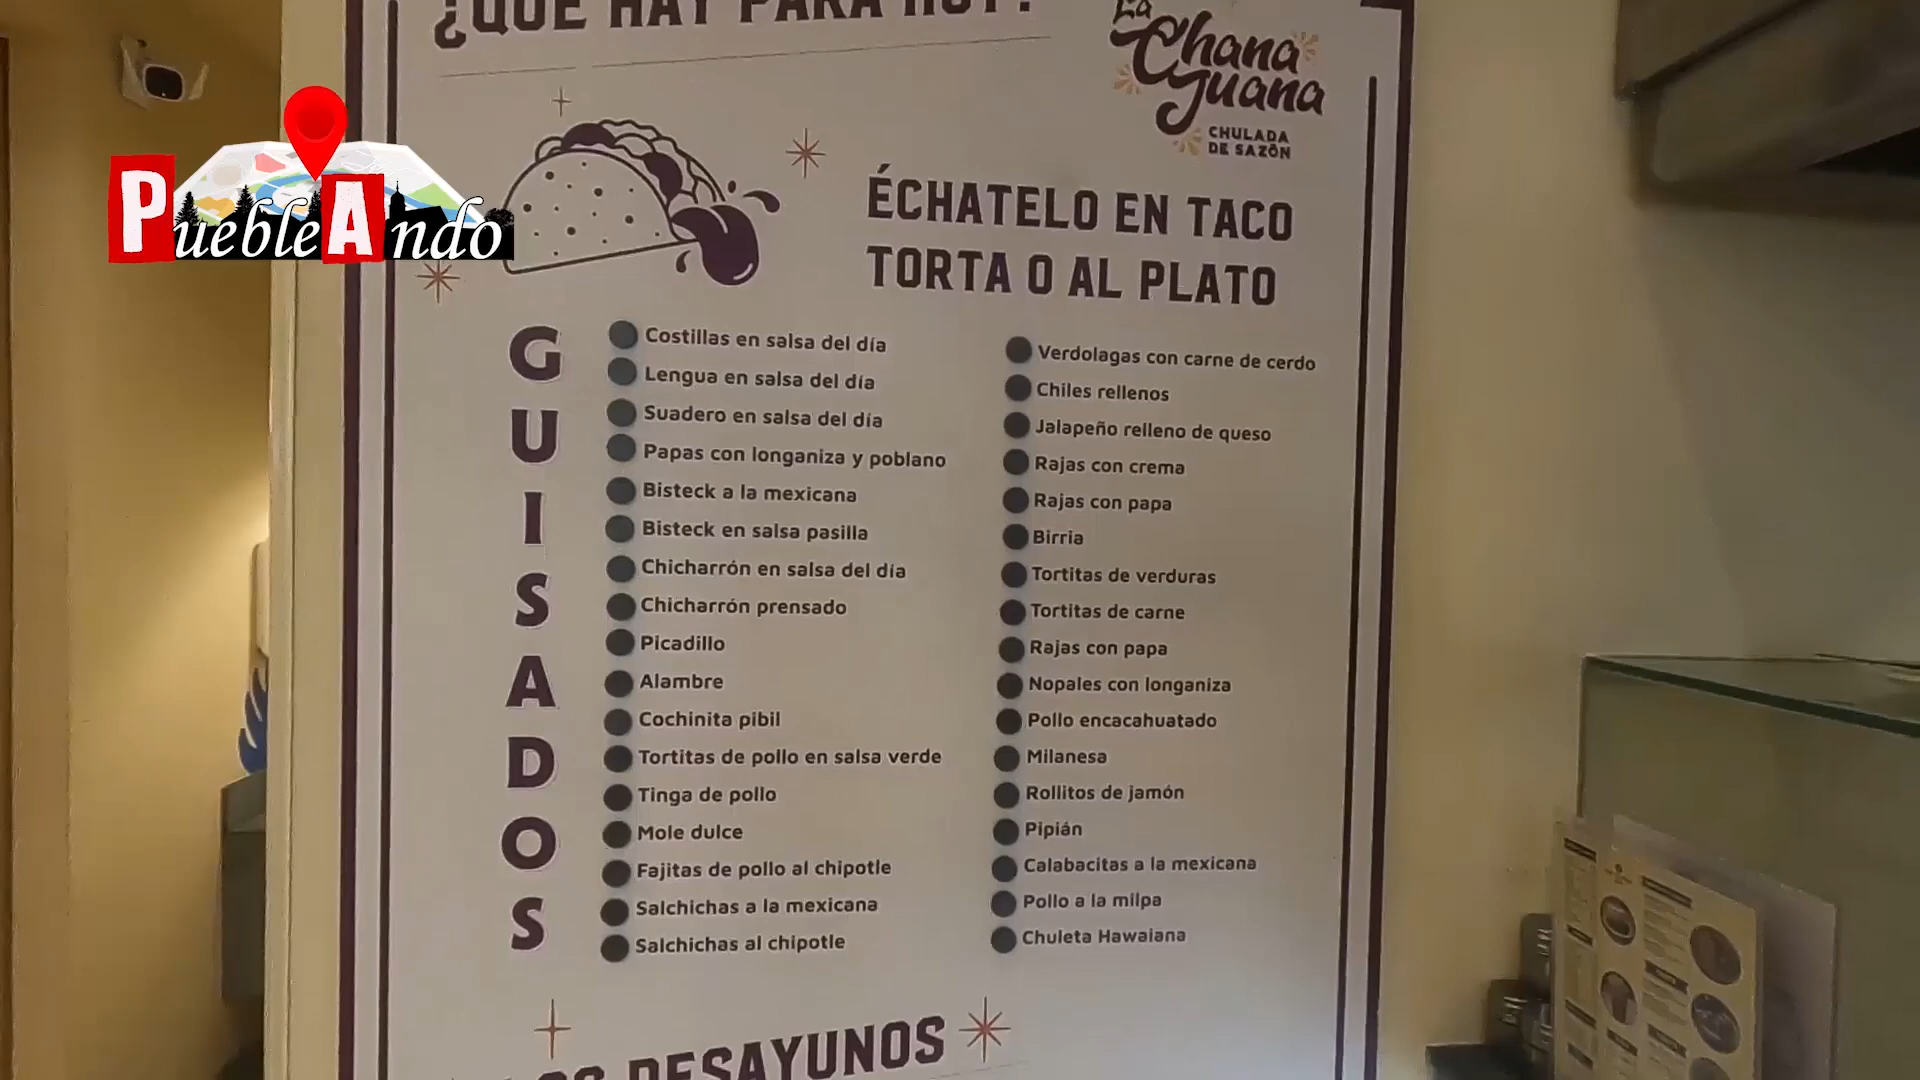 ¿QUÉ HAY PARA HOY?
La
Chana
Guana
CHULADA
DE SAZÓN
PuebleAndo
ÉCHATELO EN TACO
TORTA O AL PLATO
GUISADOS
Costillas en salsa del día
Lengua en salsa del día
Suadero en salsa del día
Papas con longaniza y poblano
Bisteck a la mexicana
Bisteck en salsa pasilla
Chicharrón en salsa del día
Chicharrón prensado
Picadillo
Alambre
Cochinita pibil
Tortitas de pollo en salsa verde
Tinga de pollo
Mole dulce
Fajitas de pollo al chipotle
Salchichas a la mexicana
Salchichas al chipotle
Verdolagas con carne de cerdo
Chiles rellenos
Jalapeño relleno de queso
Rajas con crema
Rajas con papa
Birria
Tortitas de verduras
Tortitas de carne
Rajas con papa
Nopales con longaniza
Pollo encacahuatado
Milanesa
Rollitos de jamón
Pipián
Calabacitas a la mexicana
Pollo a la milpa
Chuleta Hawaiana
DESAYUNOS